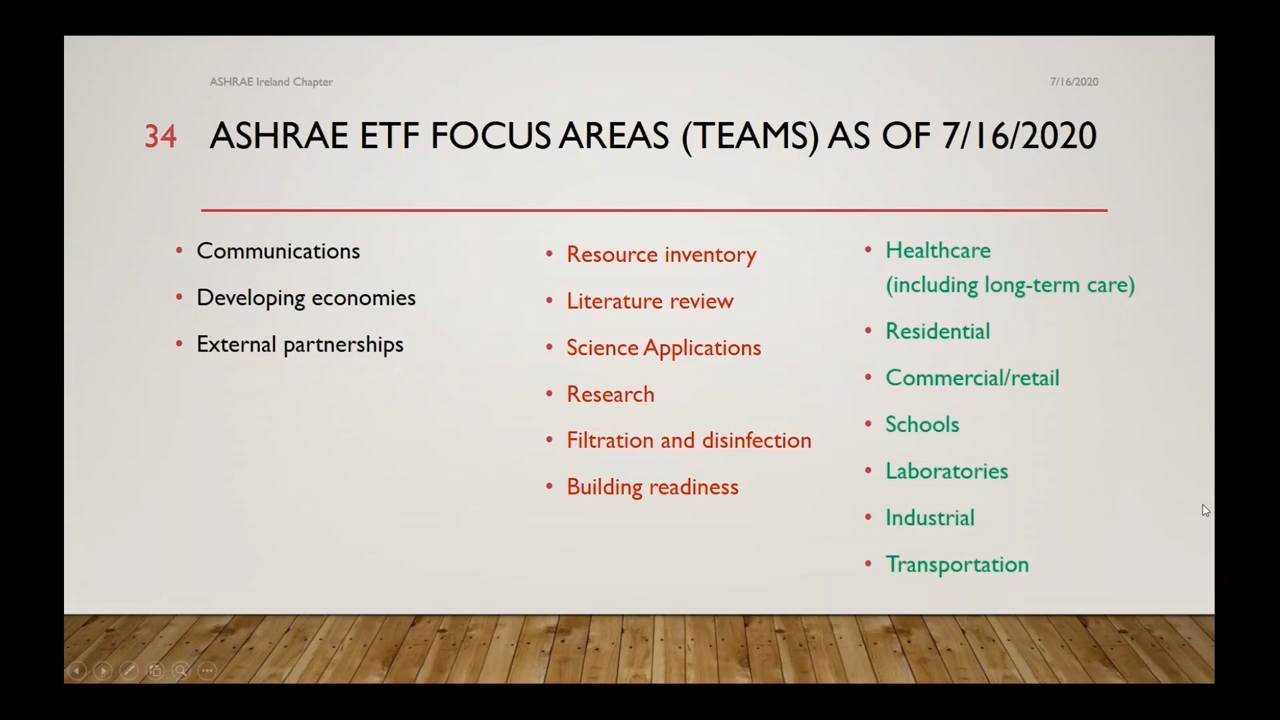 ASHRAE Ireland Chapter
7/16/2020
34
ASHRAE ETF FOCUS AREAS (TEAMS) AS OF 7/16/2020
• Communications
• Developing economies
• External partnerships
• Resource inventory
• Literature review
• Science Applications
• Research
• Filtration and disinfection
• Building readiness
• Healthcare
(including long-term care)
• Residential
• Commercial/retail
• Schools
• Laboratories
• Industrial
• Transportation